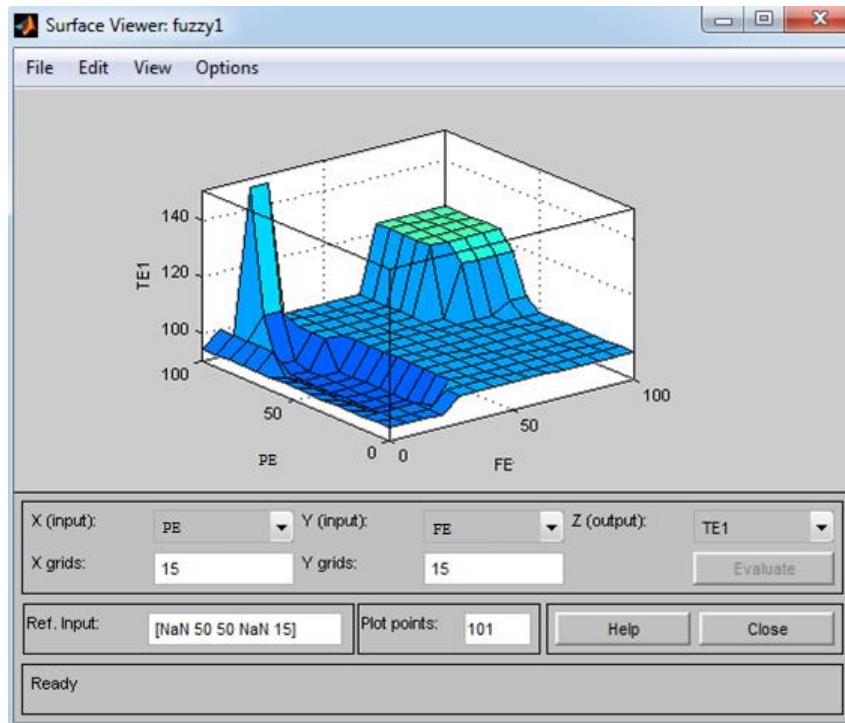 Surface Viewer: fuzzy1
File Edit View Options
140
120
100
TE1
100
50
0
PE
0
50
100
FE
X (input): PE Y (input): FE Z (output): TE1
X grids: 15 Y grids: 15 Evaluate
Ref. Input: [NaN 50 50 NaN 15] Plot points: 101 Help Close
Ready